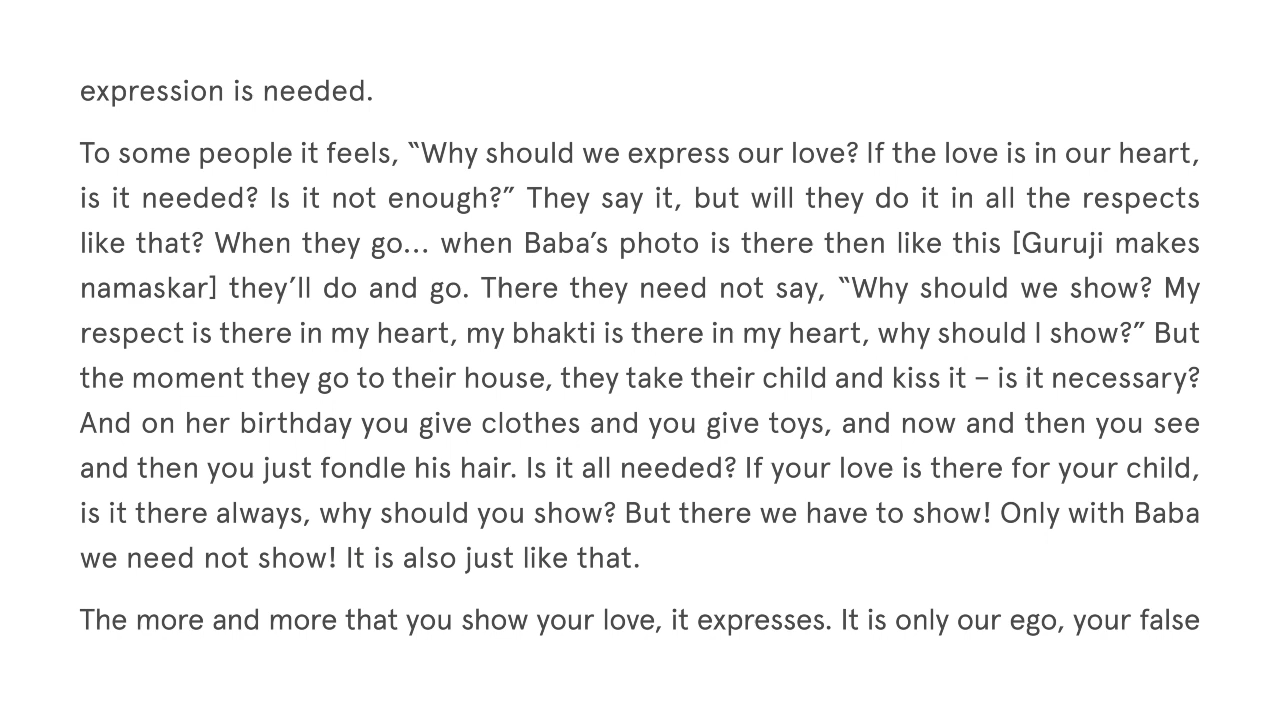 expression is needed.
To some people it feels, “Why should we express our love? If the love is in our heart,
is it needed? Is it not enough?” They say it, but will they do it in all the respects
like that? When they go... when Baba’s photo is there then like this [Guruji makes
namaskar] they’ll do and go. There they need not say, “Why should we show? My
respect is there in my heart, my bhakti is there in my heart, why should I show?” But
the moment they go to their house, they take their child and kiss it – is it necessary?
And on her birthday you give clothes and you give toys, and now and then you see
and then you just fondle his hair. Is it all needed? If your love is there for your child,
is it there always, why should you show? But there we have to show! Only with Baba
we need not show! It is also just like that.
The more and more that you show your love, it expresses. It is only our ego, your false